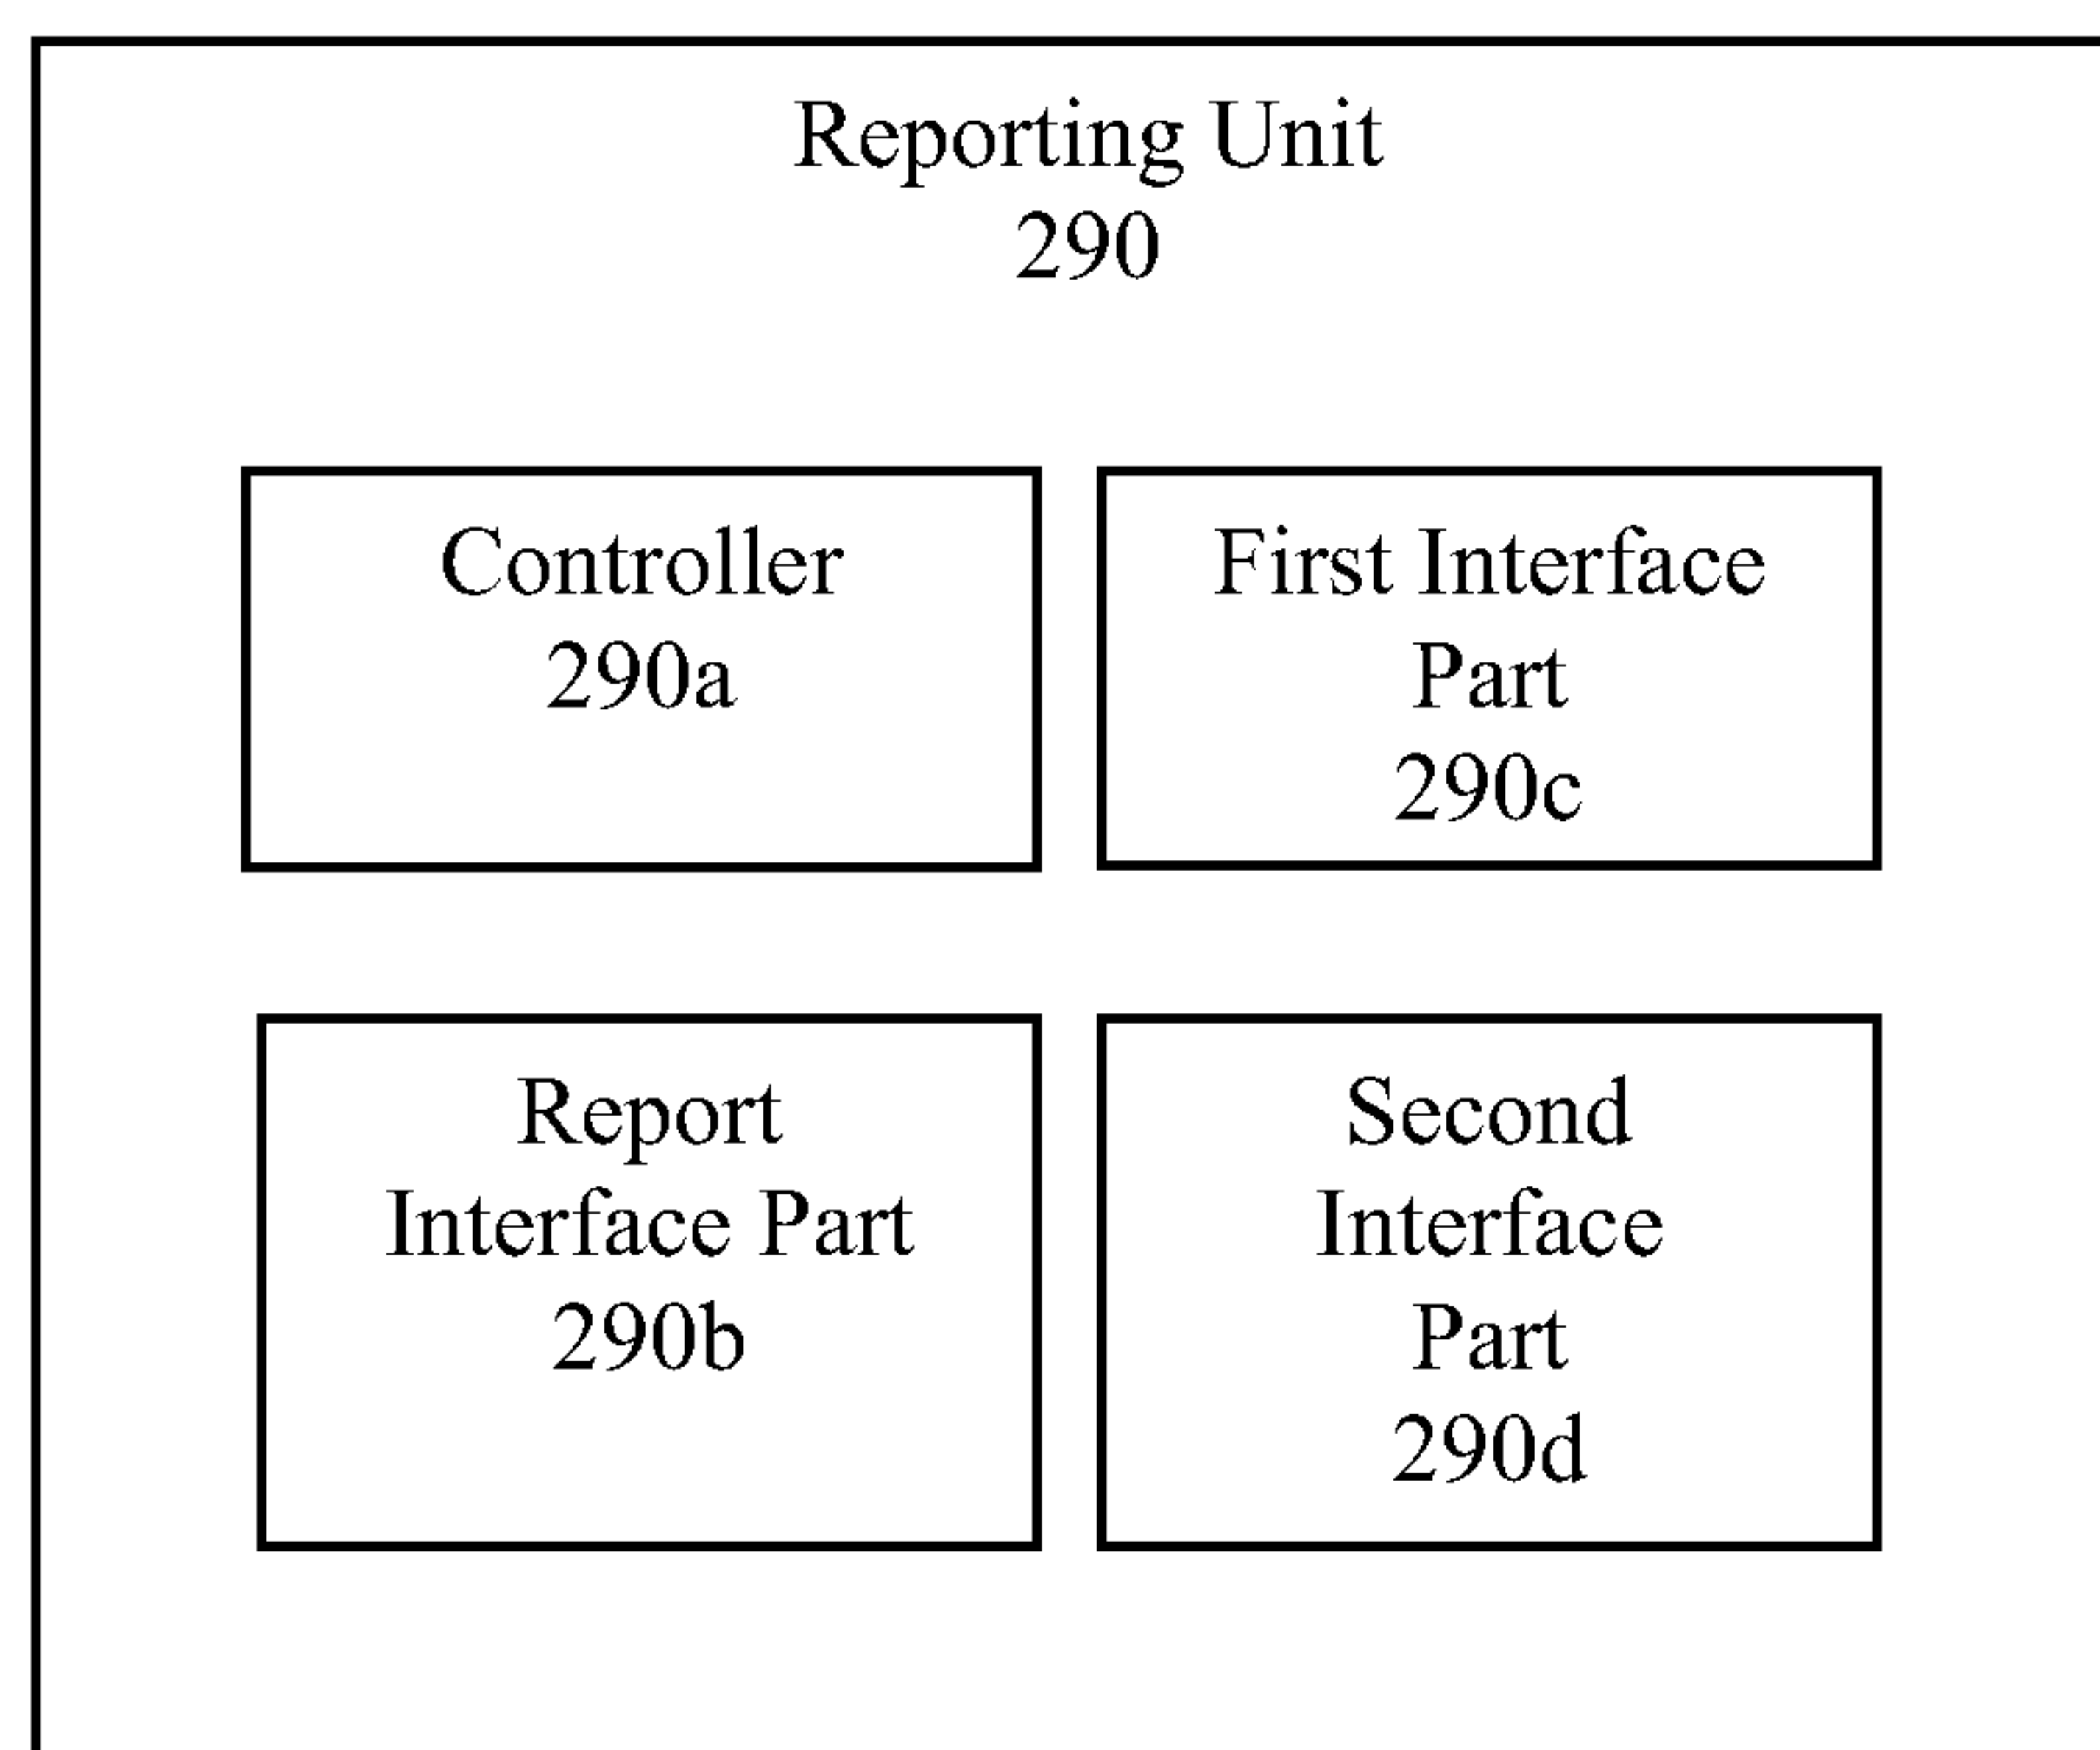 Reporting Unit
290
Controller
290a
First Interface
Part
290c
Report
Interface Part
290b
Second
Interface
Part
290d